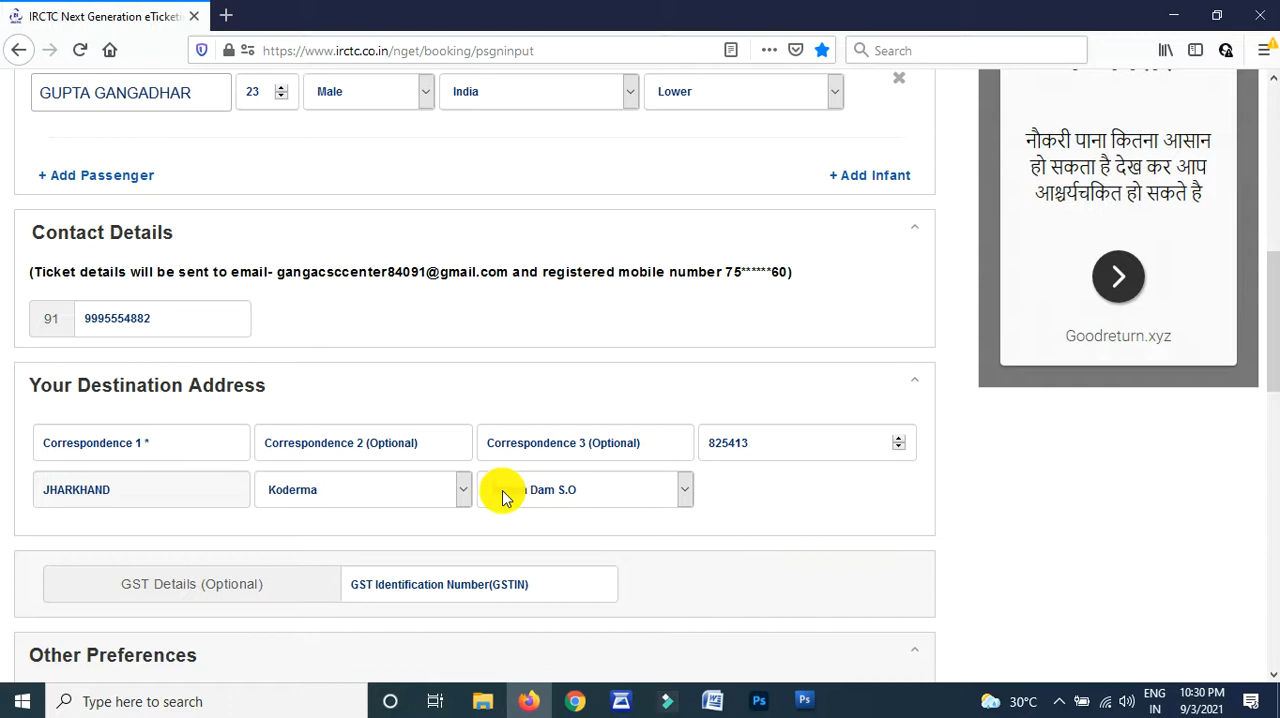 IRCTC Next Generation eTicketi
https://www.irctc.co.in/nget/booking/psgninput
Search
GUPTA GANGADHAR
23
Male
India
Lower
+ Add Passenger
+ Add Infant
Contact Details
(Ticket details will be sent to email- gangacsccenter84091@gmail.com and registered mobile number 75******60)
91
9995554882
Your Destination Address
Correspondence 1 *
Correspondence 2 (Optional)
Correspondence 3 (Optional)
825413
JHARKHAND
Koderma
Dam S.O
GST Details (Optional)
GST Identification Number(GSTIN)
Other Preferences
नौकरी पाना कितना आसान
हो सकता है देख कर आप
आश्चर्यचकित हो सकते है
Goodreturn.xyz
Type here to search
30°C
ENG
IN
10:30 PM
9/3/2021